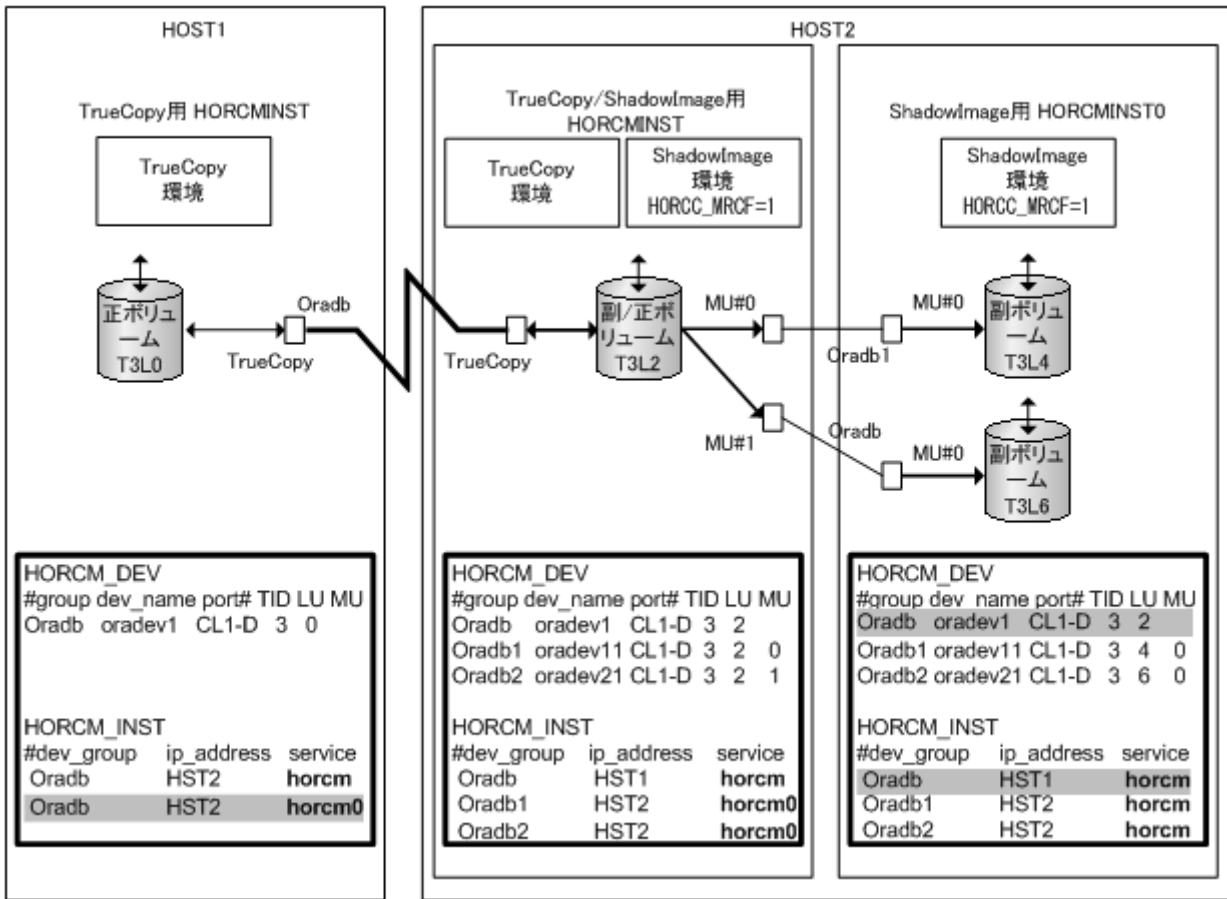 HOST1
TrueCopy用 HORCMINST
TrueCopy
環境
正ボリュ
ーム
T3L0
Oradb
TrueCopy
HORCM_DEV
#group dev_name port# TID LU MU
Oradb oradev1 CL1-D 3 0
HORCM_INST
#dev_group ip_address service
Oradb HST2 horcm
Oradb HST2 horcm0
HOST2
TrueCopy/ShadowImage用
HORCMINST
TrueCopy
環境
ShadowImage
環境
HORCC_MRCF=1
TrueCopy
副/正ボ
リューム
T3L2
MU#0
MU#1
Oradb1
Oradb
HORCM_DEV
#group dev_name port# TID LU MU
Oradb oradev1 CL1-D 3 2
Oradb1 oradev11 CL1-D 3 2 0
Oradb2 oradev21 CL1-D 3 2 1
HORCM_INST
#dev_group ip_address service
Oradb HST1 horcm
Oradb1 HST2 horcm0
Oradb2 HST2 horcm0
ShadowImage用 HORCMINST0
ShadowImage
環境
HORCC_MRCF=1
MU#0
副ボリュ
ーム
T3L4
MU#0
副ボリュ
ーム
T3L6
HORCM_DEV
#group dev_name port# TID LU MU
Oradb oradev1 CL1-D 3 2
Oradb1 oradev11 CL1-D 3 4 0
Oradb2 oradev21 CL1-D 3 6 0
HORCM_INST
#dev_group ip_address service
Oradb HST1 horcm
Oradb1 HST2 horcm
Oradb2 HST2 horcm